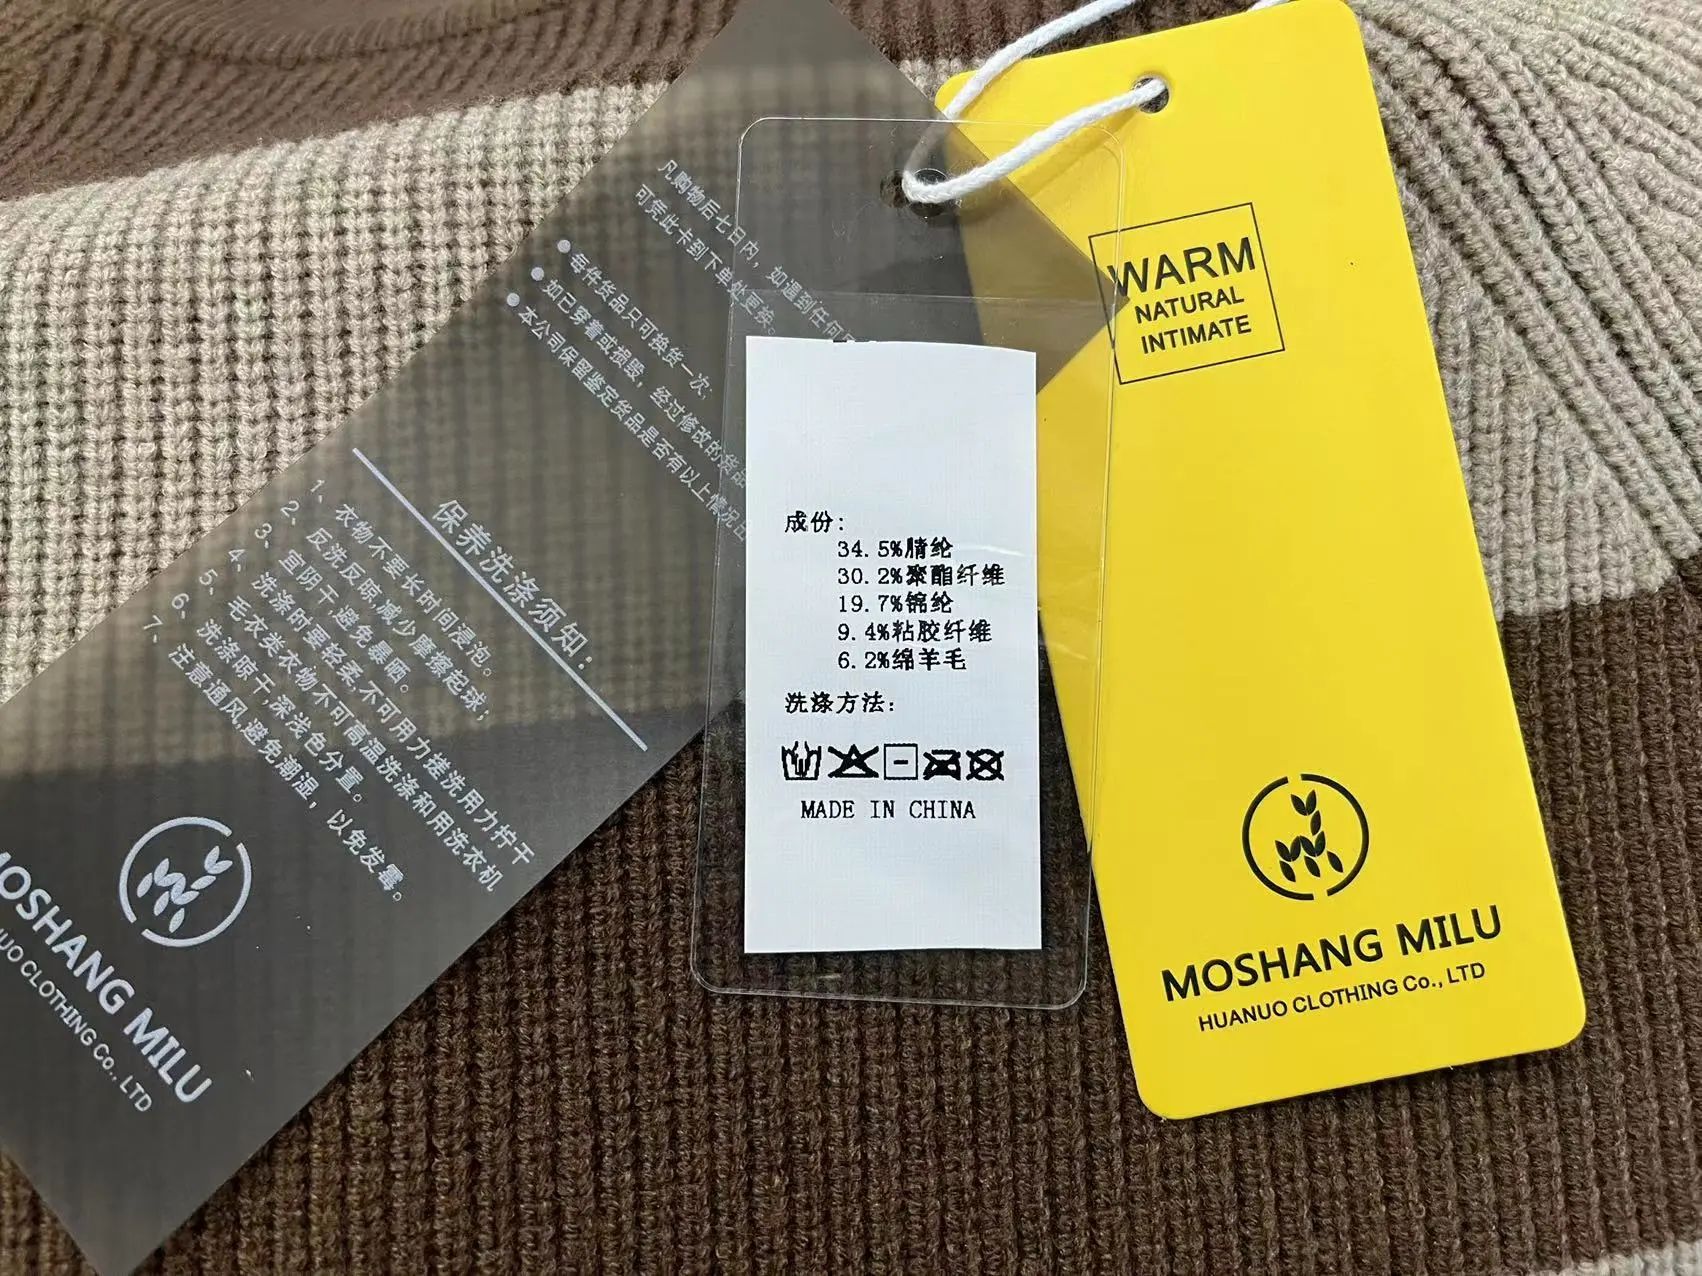 凡购物后七日内，如遇到任何
可凭此卡到下单处更换。
●每件货品只可换货一次;
●如已穿着或损毁，经过修改的货品
●本公司保留鉴定货品是否有以上情况
保养洗涤须知：
1、衣物不要长时间浸泡。
2、反洗反晾,减少摩擦起球；
3、宜阴干,避免暴晒。
4、洗涤时要轻柔,不可用力搓洗用力拧干
5、毛衣类衣物不可高温洗涤和用洗衣机
6、洗涤晾干,深浅色分置。
7、注意通风,避免潮湿，以免发霉。
MOSHANG MILU
CLOTHING Co., LTD
成份:
34.5%腈纶
30.2%聚酯纤维
19.7%锦纶
9.4%粘胶纤维
6.2%绵羊毛
洗涤方法:
MADE IN CHINA
WARM
NATURAL
INTIMATE
MOSHANG MILU
HUANUO CLOTHING Co., LTD